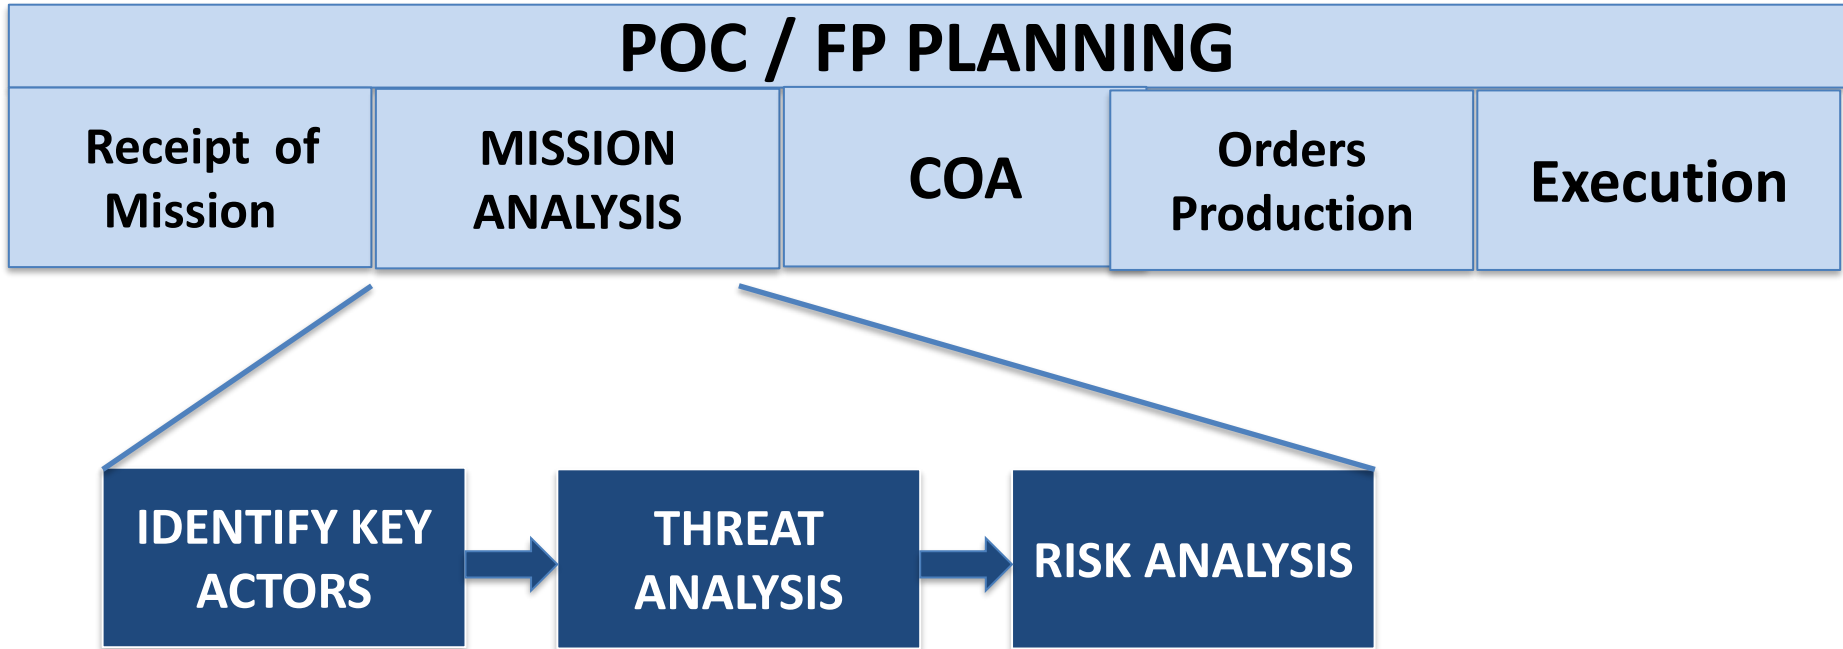 POC / FP PLANNING
Receipt of
Mission
MISSION
ANALYSIS
COA
Orders
Production
Execution
IDENTIFY KEY
ACTORS
THREAT
ANALYSIS
RISK ANALYSIS